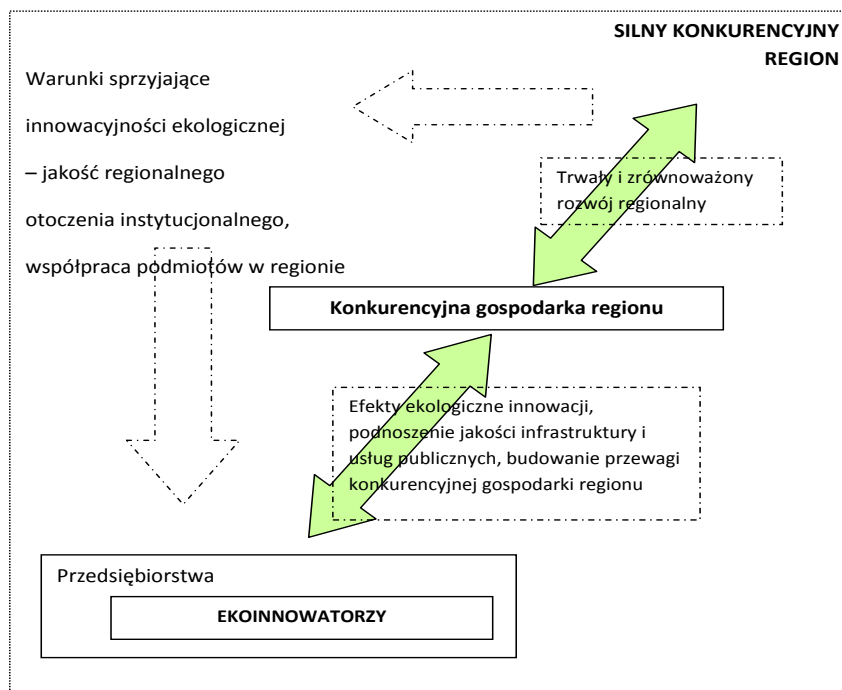 SILNY KONKURENCYJNY
REGION
Warunki sprzyjające
innowacyjności ekologicznej
– jakość regionalnego
otoczenia instytucjonalnego,
współpraca podmiotów w regionie
Trwały i zrównoważony
rozwój regionalny
Konkurencyjna gospodarka regionu
Efekty ekologiczne innowacji,
podnoszenie jakości infrastruktury i
usług publicznych, budowanie przewagi
konkurencyjnej gospodarki regionu
Przedsiębiorstwa
EKOINNOWATORZY